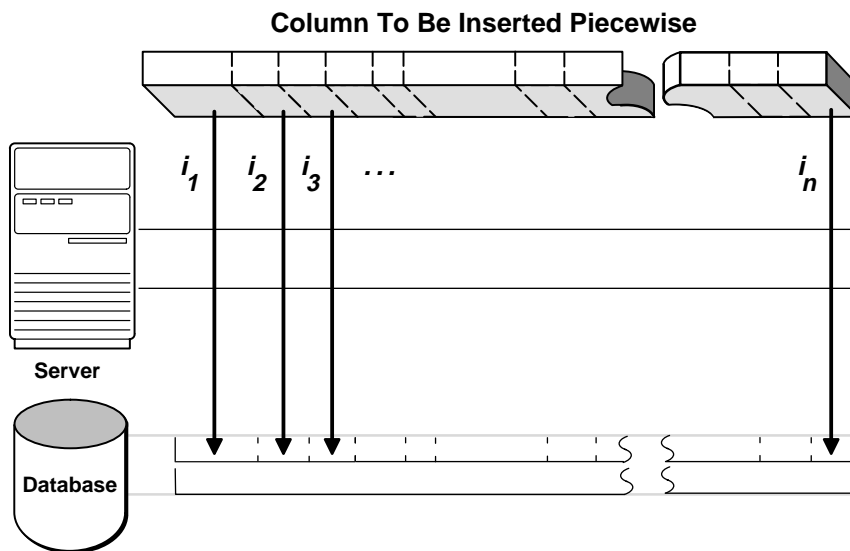 Column To Be Inserted Piecewise
i1 i2 i3 ... in
Server
Database